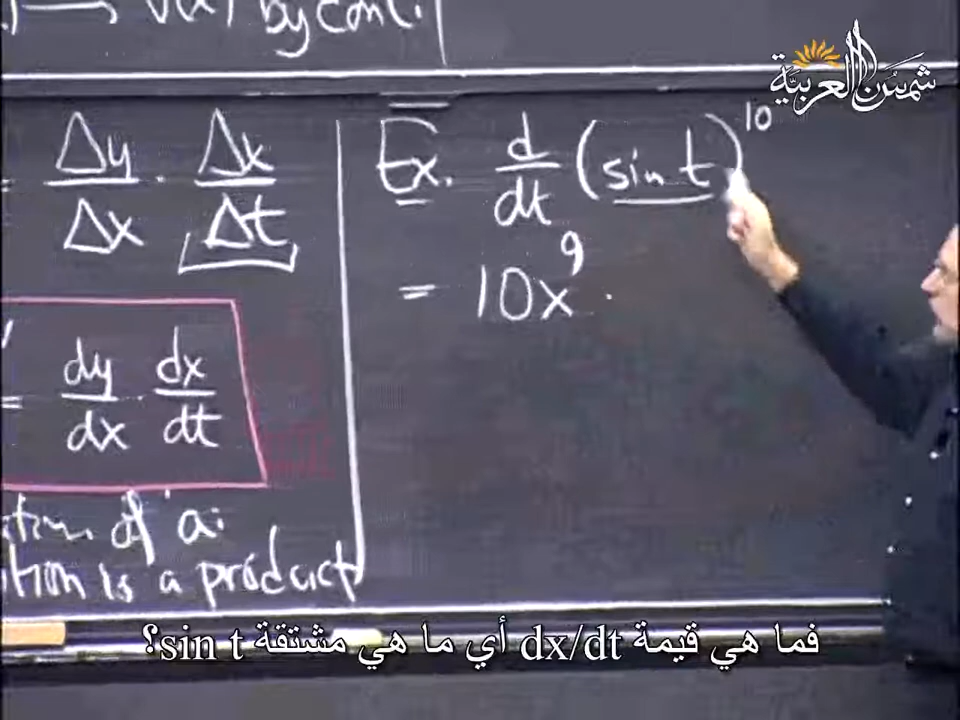 by cont.
شمس العربية
Δy/Δx · Δx/Δt
Ex. d/dt (sin t)^10
= 10x^9 ·
= dy/dx dx/dt
of a
is a product
فما هي قيمة dx/dt أي ما هي مشتقة sin t؟